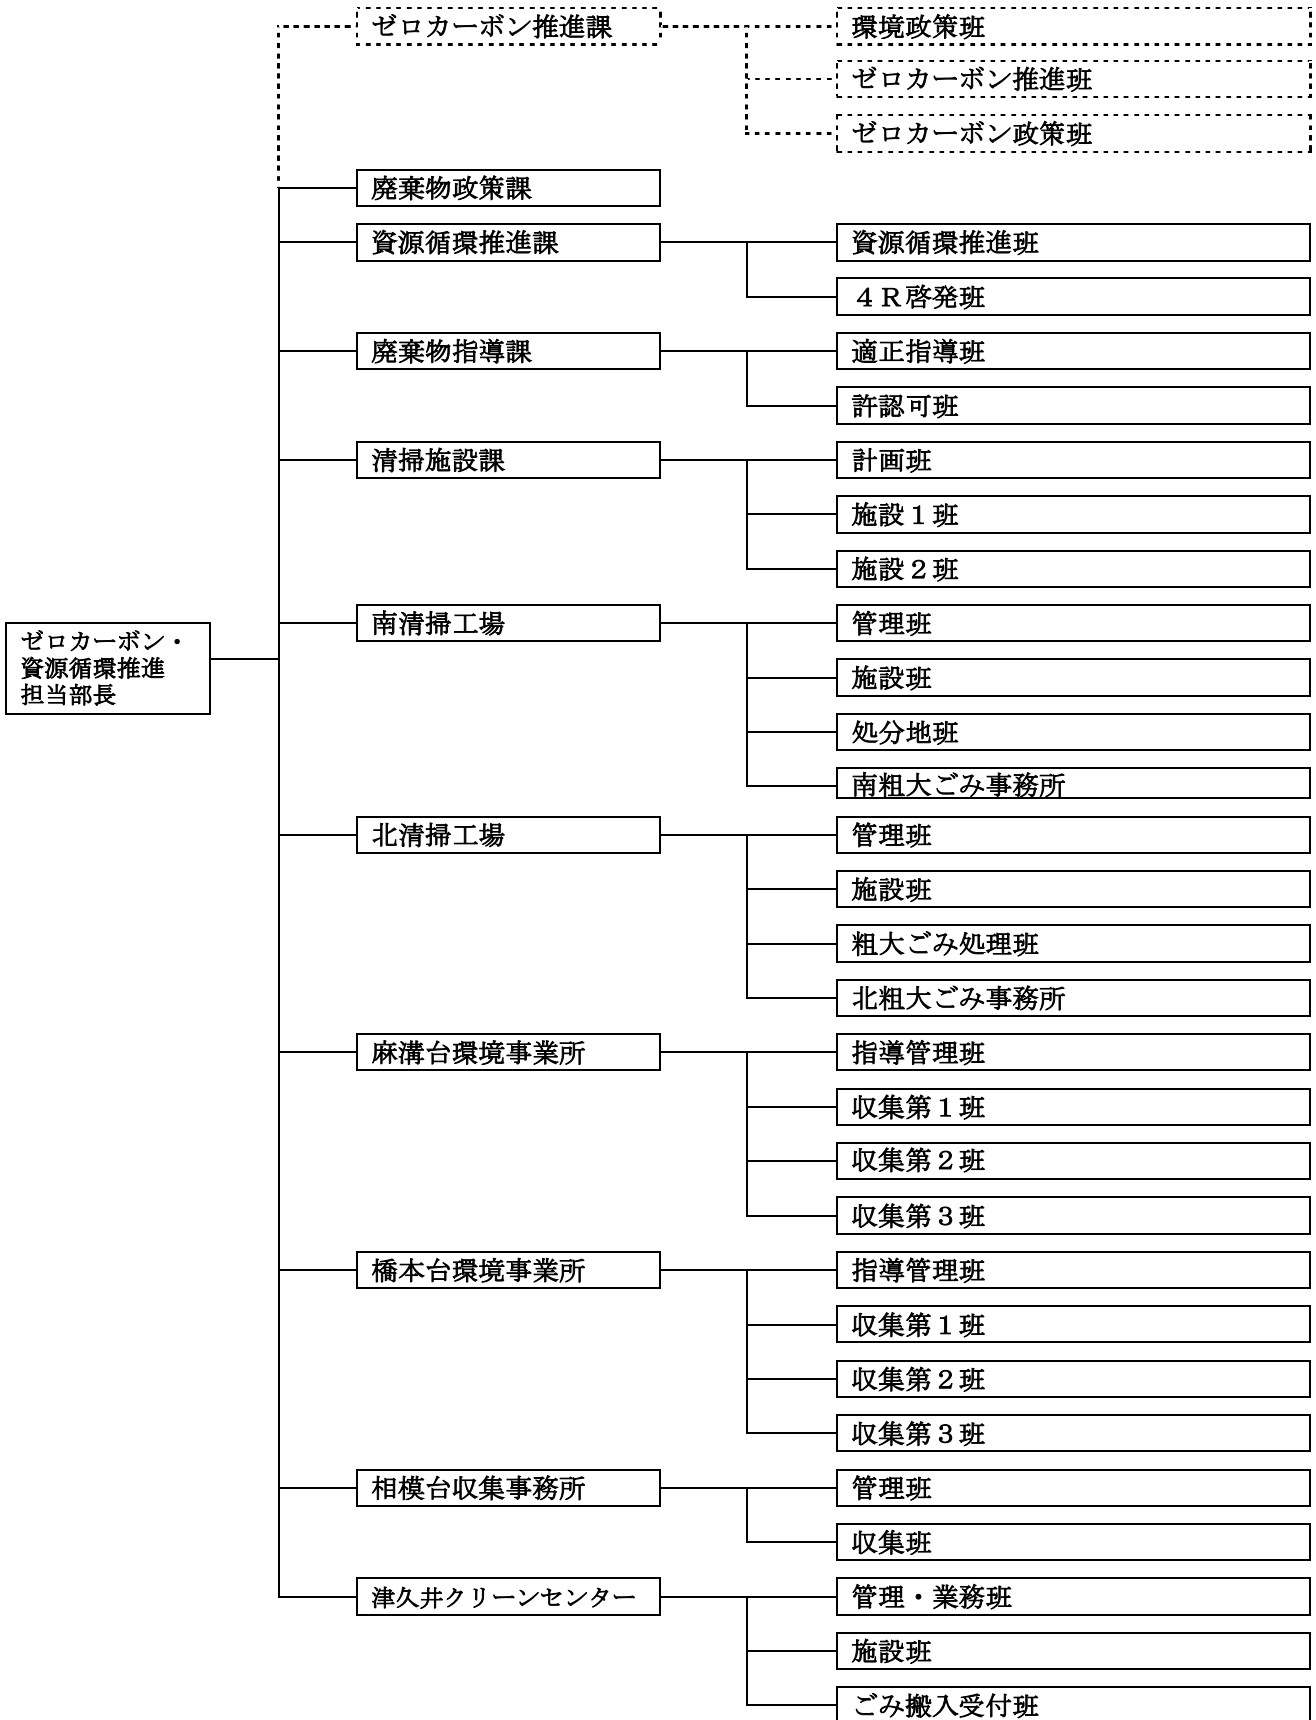 ゼロカーボン推進課
環境政策班
ゼロカーボン推進班
ゼロカーボン政策班
廃棄物政策課
資源循環推進課
資源循環推進班
４Ｒ啓発班
廃棄物指導課
適正指導班
許認可班
清掃施設課
計画班
施設１班
施設２班
ゼロカーボン・
資源循環推進
担当部長
南清掃工場
管理班
施設班
処分地班
南粗大ごみ事務所
北清掃工場
管理班
施設班
粗大ごみ処理班
北粗大ごみ事務所
麻溝台環境事業所
指導管理班
収集第１班
収集第２班
収集第３班
橋本台環境事業所
指導管理班
収集第１班
収集第２班
収集第３班
相模台収集事務所
管理班
収集班
津久井クリーンセンター
管理・業務班
施設班
ごみ搬入受付班